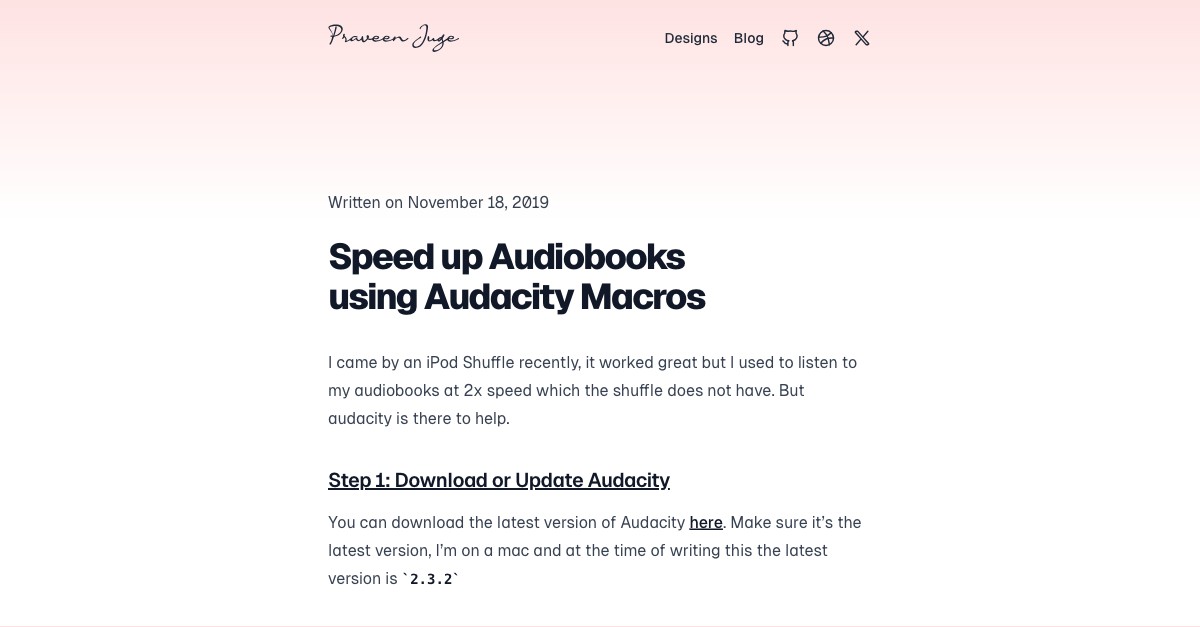 Praveen Juge
Designs Blog
Written on November 18, 2019
Speed up Audiobooks
using Audacity Macros
I came by an iPod Shuffle recently, it worked great but I used to listen to
my audiobooks at 2x speed which the shuffle does not have. But
audacity is there to help.
Step 1: Download or Update Audacity
You can download the latest version of Audacity here. Make sure it’s the
latest version, I’m on a mac and at the time of writing this the latest
version is `2.3.2`